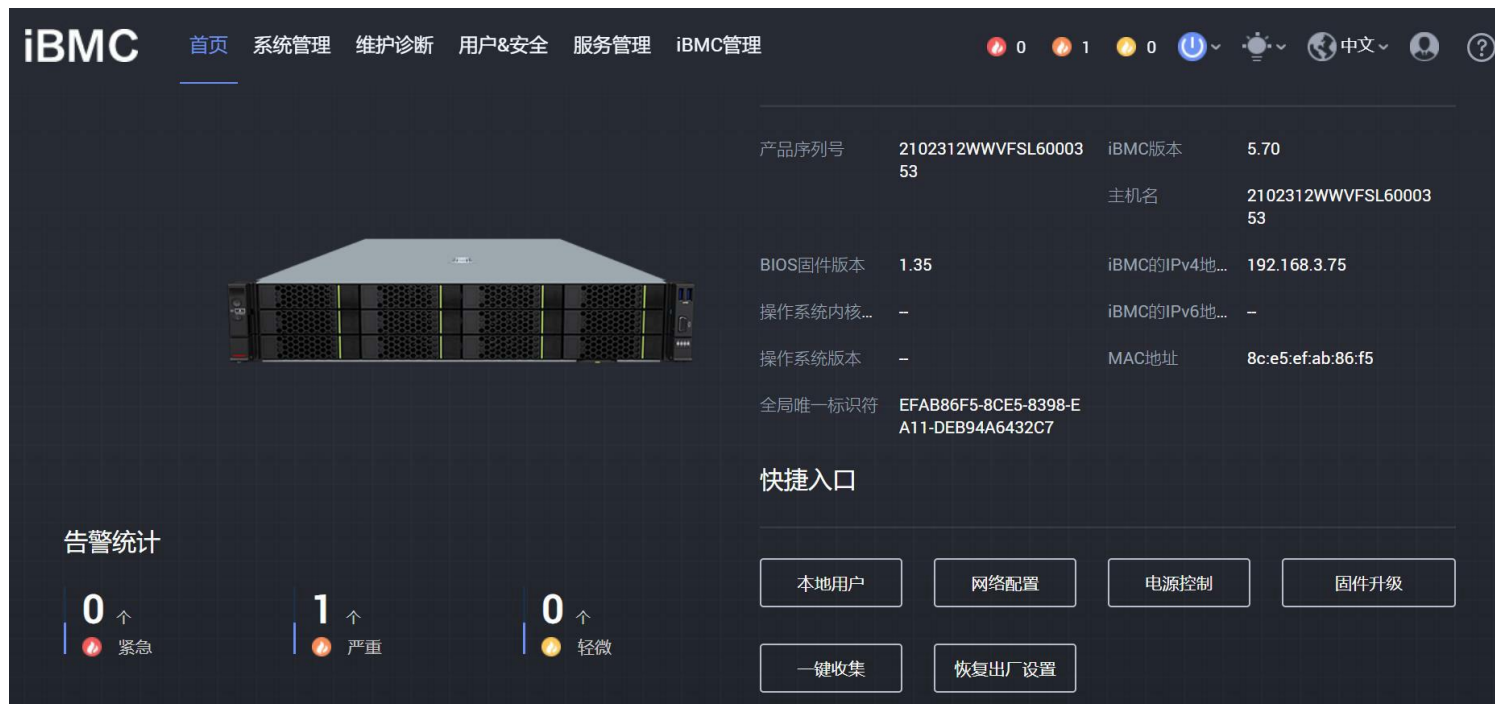 iBMC 首页 系统管理 维护诊断 用户&安全 服务管理 iBMC管理 0 1 0 中文 ?
产品序列号 2102312WWVFSL60003 iBMC版本 5.70
53
主机名 2102312WWVFSL60003
53
BIOS固件版本 1.35 iBMC的IPv4地... 192.168.3.75
操作系统内核... -- iBMC的IPv6地... --
操作系统版本 -- MAC地址 8c:e5:ef:ab:86:f5
全局唯一标识符 EFAB86F5-8CE5-8398-E
A11-DEB94A6432C7
快捷入口
告警统计
本地用户 网络配置 电源控制 固件升级
0 个 1 个 0 个
紧急 严重 轻微
一键收集 恢复出厂设置